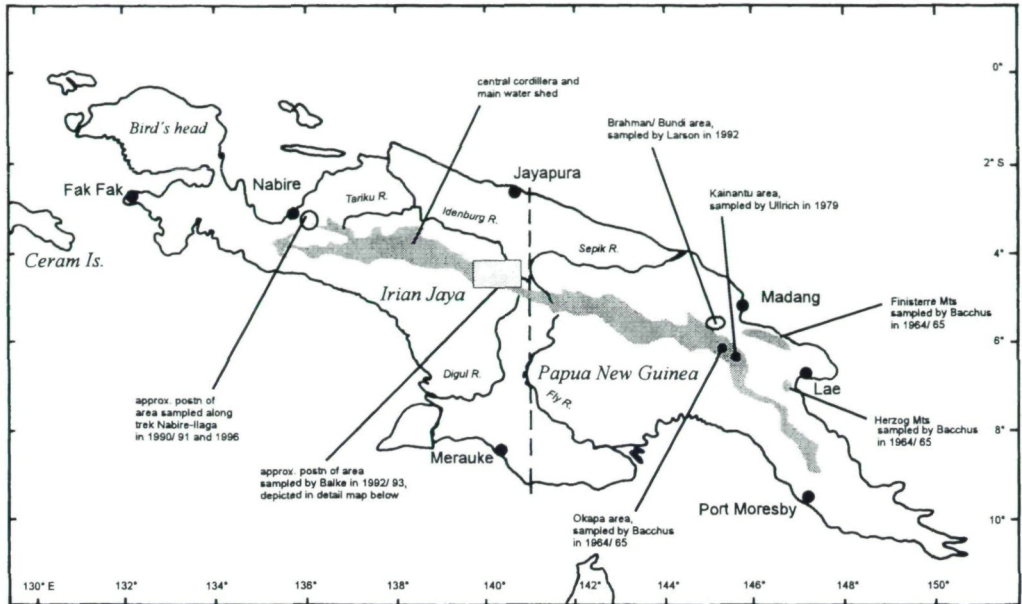 central cordillera and
main water shed
0°
Bird's head
Brahman/ Bundi area,
sampled by Larson in 1992
2° S
Fak Fak
Nabire
Jayapura
Tariku R.
Idenburg R.
Kainantu area,
sampled by Ullrich in 1979
Sepik R.
4°
Ceram Is.
Irian Jaya
Madang
Finisterre Mts
sampled by Bacchus
in 1964/ 65
6°
Digul R.
Papua New Guinea
Fly R.
Lae
approx. postn of
area sampled along
trek Nabire-Ilaga
in 1990/ 91 and 1996
Herzog Mts
sampled by Bacchus
in 1964/ 65
8°
Merauke
approx. postn of area
sampled by Balke in 1992/ 93,
depicted in detail map below
Port Moresby
Okapa area,
sampled by Bacchus
in 1964/ 65
10°
130° E
132°
134°
136°
138°
140°
142°
144°
146°
148°
150°